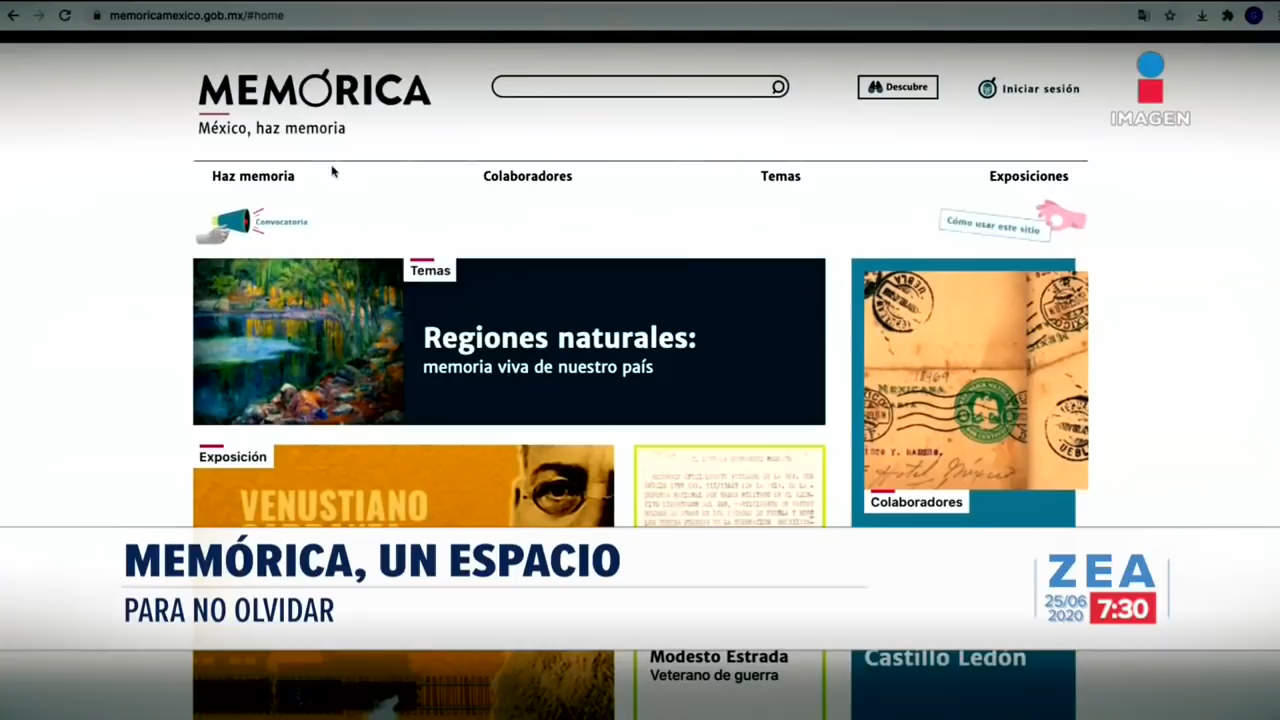 memoricamexico.gob.mx/#home
MEMÓRICA
México, haz memoria
Descubre
Iniciar sesión
IMAGEN
Haz memoria
Colaboradores
Temas
Exposiciones
Convocatoria
Cómo usar este sitio
Temas
Regiones naturales:
memoria viva de nuestro país
Exposición
VENUSTIANO
Colaboradores
MEMÓRICA, UN ESPACIO
PARA NO OLVIDAR
ZEA
25/06
2020
7:30
Modesto Estrada
Veterano de guerra
Castillo Ledón